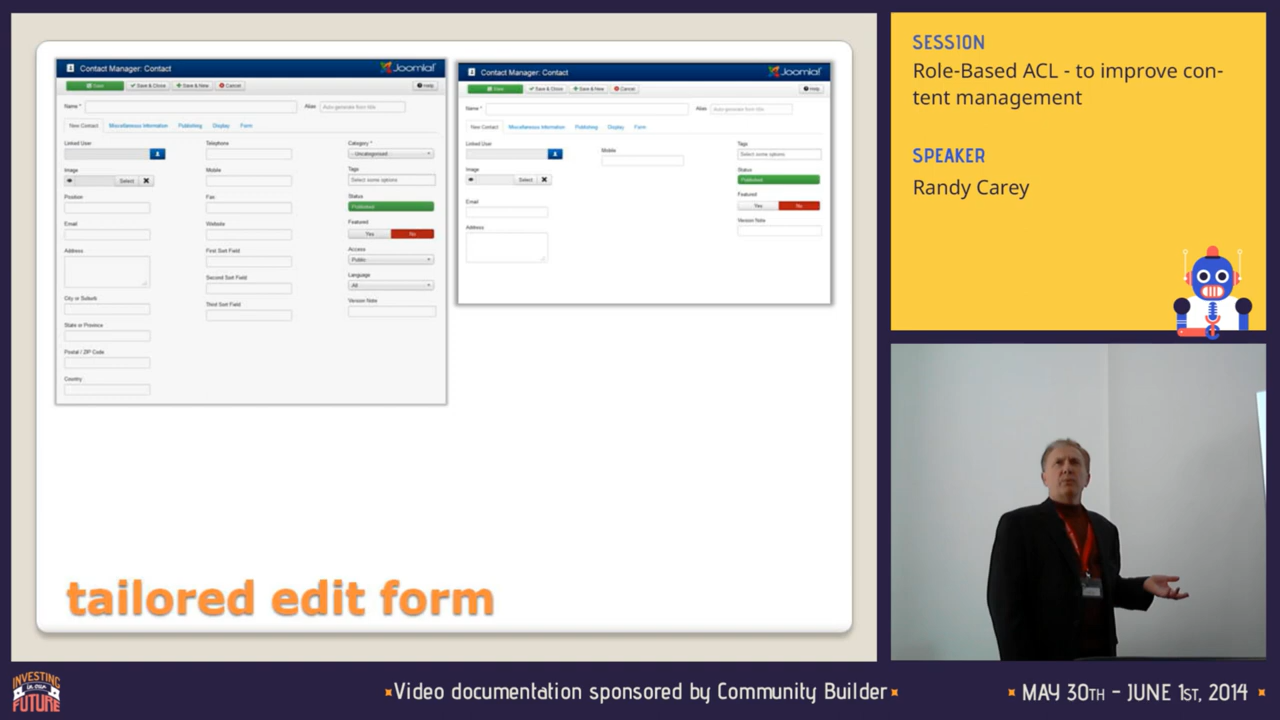 Contact Manager: Contact
Joomla!
Save
Save & Close
Save & New
Cancel
Help
Name *
Alias
Auto-generate from title
New Contact
Miscellaneous Information
Publishing
Display
Form
Linked User
Telephone
Category *
- Uncategorised
Image
Select
Mobile
Tags
Select some options
Position
Fax
Status
Published
Email
Website
Featured
Yes
No
Address
First Sort Field
Access
Public
Second Sort Field
Language
All
City or Suburb
Third Sort Field
Version Note
State or Province
Postal / ZIP Code
Country
Contact Manager: Contact
Joomla!
Save
Save & Close
Save & New
Cancel
Help
Name *
Alias
Auto-generate from title
New Contact
Miscellaneous Information
Publishing
Display
Form
Linked User
Mobile
Tags
Select some options
Image
Select
Status
Published
Email
Featured
Yes
No
Address
Version Note
tailored edit form
SESSION
Role-Based ACL - to improve con-
tent management
SPEAKER
Randy Carey
INVESTING
in our
FUTURE
Video documentation sponsored by Community Builder
MAY 30TH - JUNE 1ST, 2014